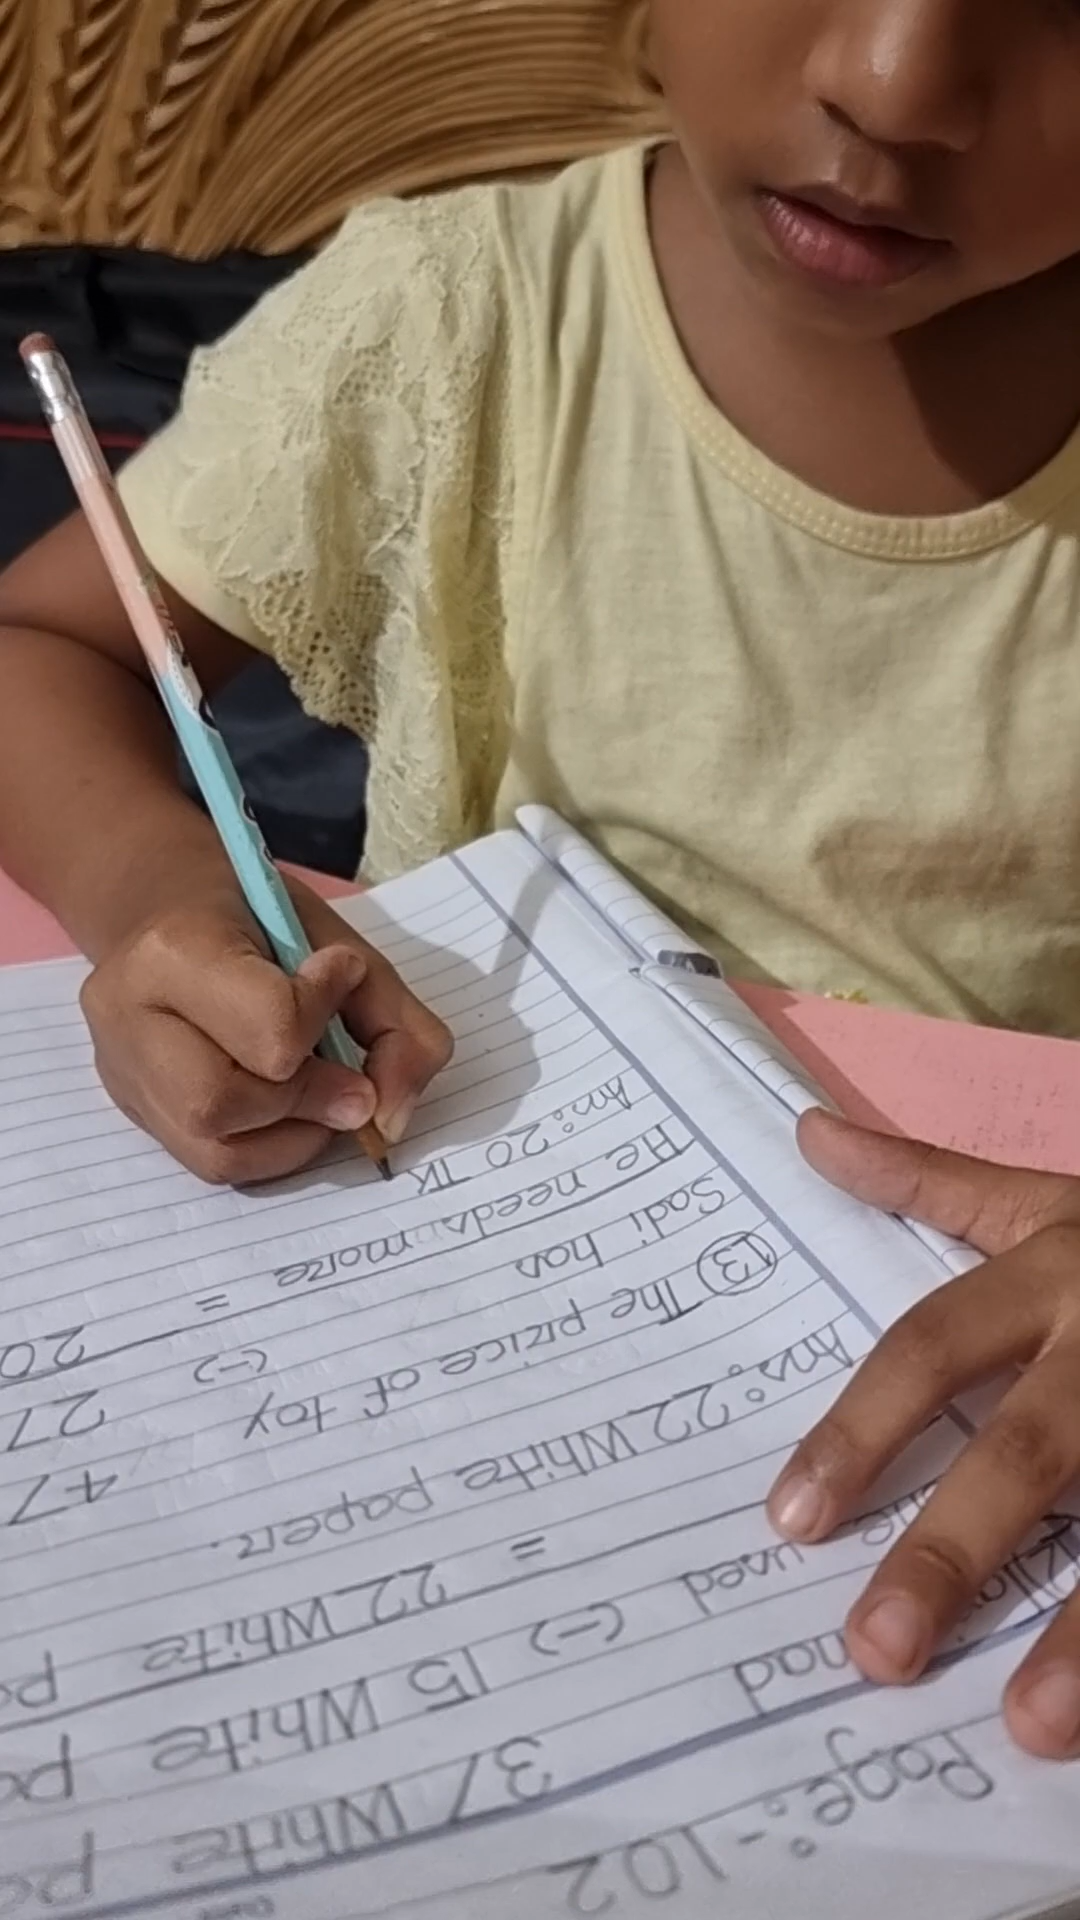 Page:-102
had 37 White
used (-) 15 White
= 22 White
Ans: 22 White paper.
(13) The price of toy 47
Sadi has (-) 27
He needs more = 20
Ans: 20 TK